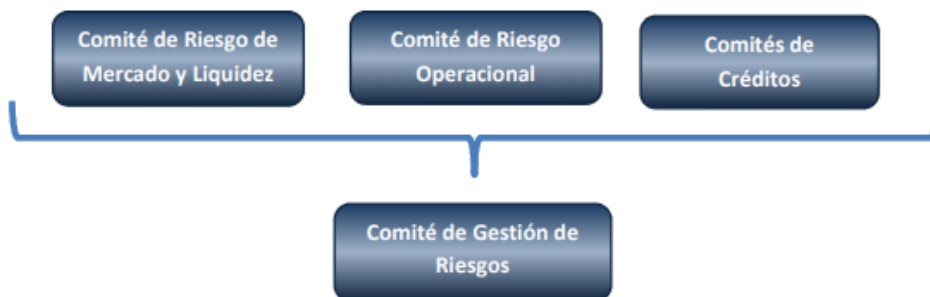 Comité de Riesgo de
Mercado y Liquidez
Comité de Riesgo
Operacional
Comités de
Créditos
Comité de Gestión de
Riesgos